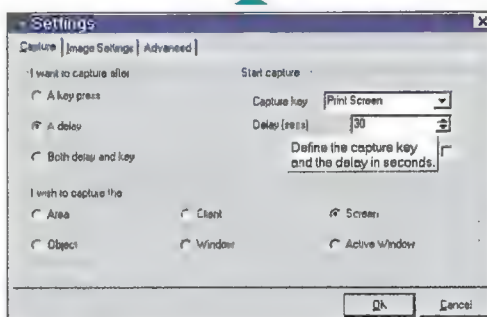 Settings
Capture Image Settings Advanced
I want to capture after
Start capture
A key press
Capture key Print Screen
A delay
Delay (secs) 30
Both delay and key
Define the capture key
and the delay in seconds.
I wish to capture the
Area Client Screen
Object Window Active Window
Ok Cancel